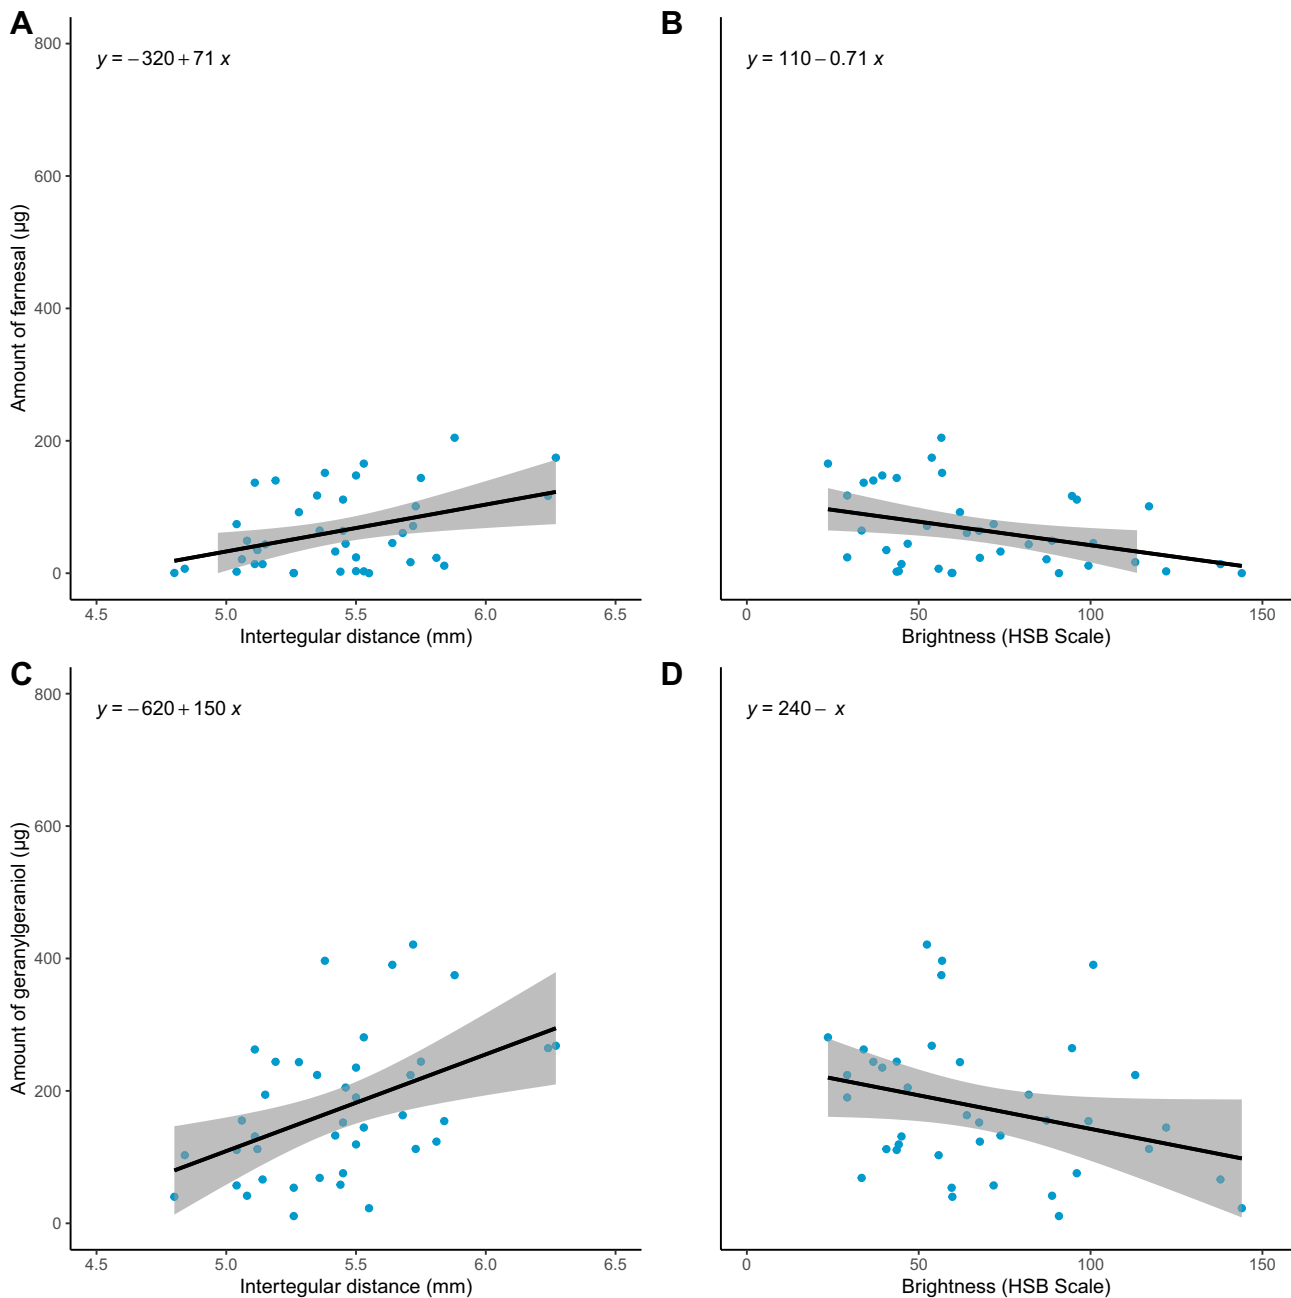 A
y = −320 + 71 x
800
600
400
200
0
4.5 5.0 5.5 6.0 6.5
Intertegular distance (mm)
Amount of farnesal (µg)
B
y = 110 − 0.71 x
0 50 100 150
Brightness (HSB Scale)
C
y = −620 + 150 x
800
600
400
200
0
4.5 5.0 5.5 6.0 6.5
Intertegular distance (mm)
Amount of geranylgeraniol (µg)
D
y = 240 − x
0 50 100 150
Brightness (HSB Scale)